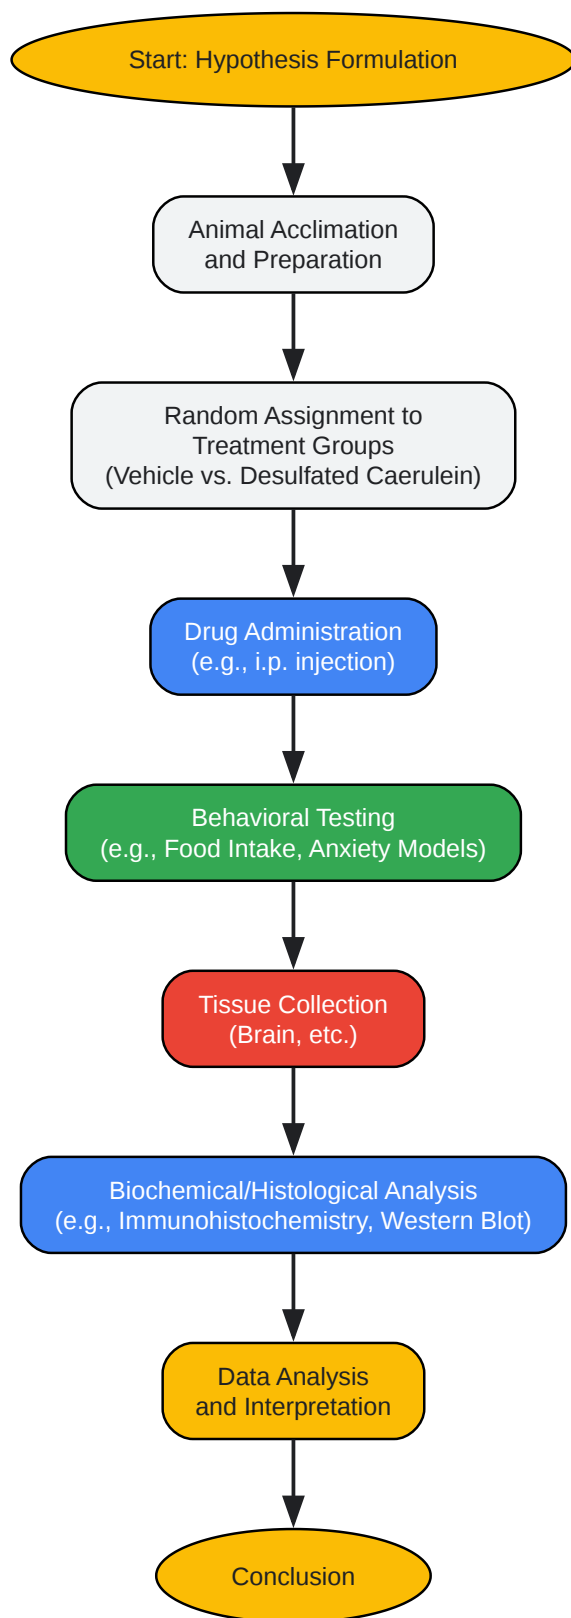 Start: Hypothesis Formulation
Animal Acclimation
and Preparation
Random Assignment to
Treatment Groups
(Vehicle vs. Desulfated Caerulein)
Drug Administration
(e.g., i.p. injection)
Behavioral Testing
(e.g., Food Intake, Anxiety Models)
Tissue Collection
(Brain, etc.)
Biochemical/Histological Analysis
(e.g., Immunohistochemistry, Western Blot)
Data Analysis
and Interpretation
Conclusion